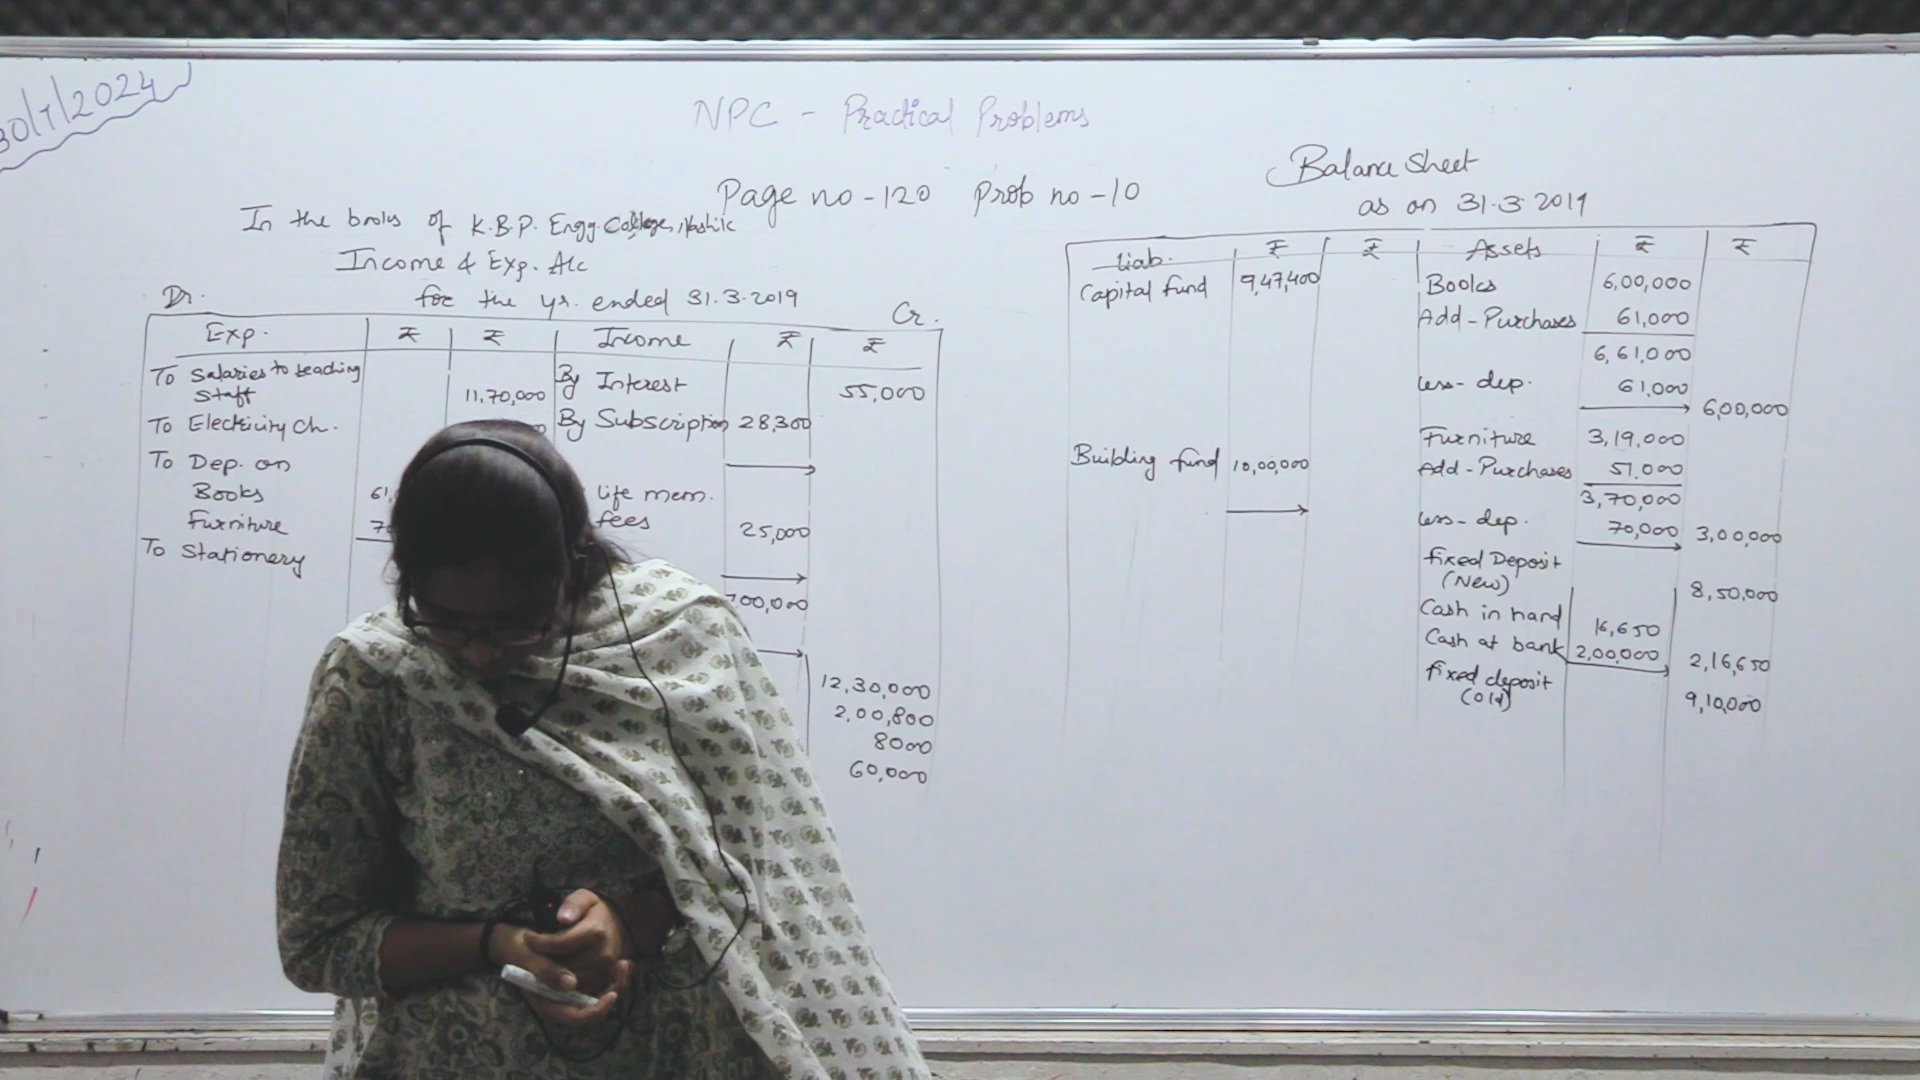 30/7/2024
NPC - Practical Problems
Page no -120 Prob no -10
In the books of K.B.P. Engg. College, Nashik
Income & Exp. A/c
for the yr. ended 31.3.2019
Dr. Cr.
Exp. ₹ ₹ Income ₹ ₹
To Salaries to teaching By Interest 55,000
Staff 11,70,000
To Electricity Ch. By Subscription 28,300
To Dep. on
Books 61, life mem.
Furniture 70 fees 25,000
To Stationery
700,000
12,30,000
2,00,800
8000
60,000
Balance Sheet
as on 31.3.2019
Liab. ₹ ₹ Assets ₹ ₹
Capital fund 9,47,400 Books 6,00,000
Add-Purchases 61,000
6,61,000
less- dep. 61,000 6,00,000
Furniture 3,19,000
Building fund 10,00,000 Add-Purchases 51,000
3,70,000
less- dep. 70,000 3,00,000
fixed Deposit
(New) 8,50,000
Cash in hand 16,650
Cash at bank 2,00,000 2,16,650
fixed deposit
(old) 9,10,000